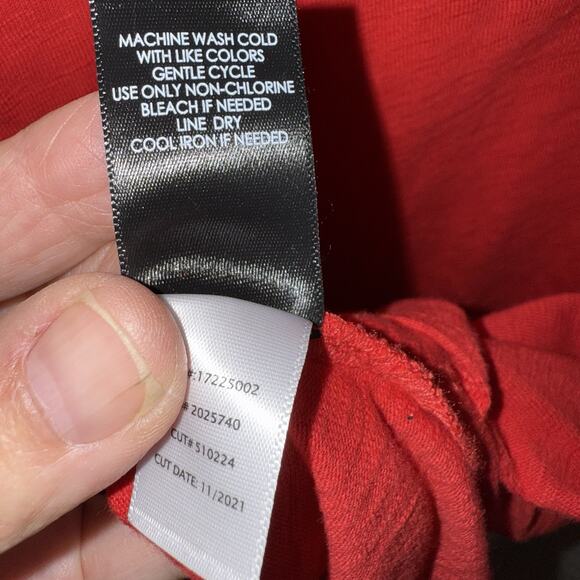 MACHINE WASH COLD
WITH LIKE COLORS
GENTLE CYCLE
USE ONLY NON-CHLORINE
BLEACH IF NEEDED
LINE DRY
COOL IRON IF NEEDED
#:17225002
# 2025740
CUT# 510224
CUT DATE: 11/2021